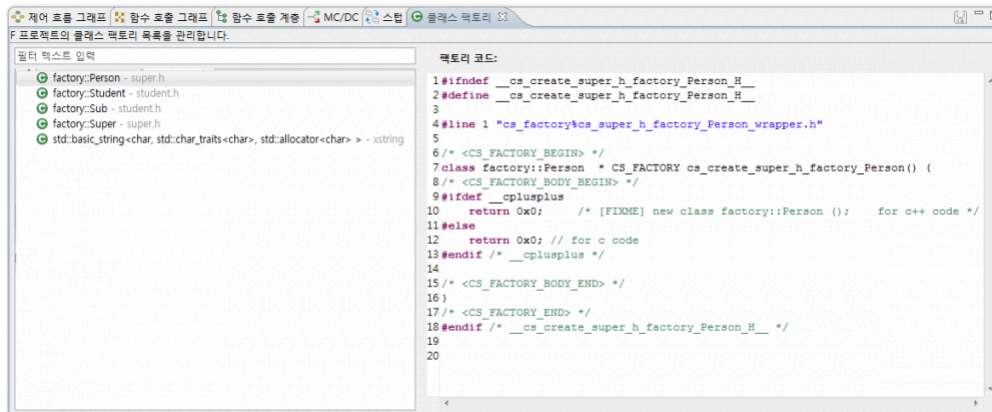 제어 흐름 그래프 함수 호출 그래프 함수 호출 계층 MC/DC 스텁 클래스 팩토리
F 프로젝트의 클래스 팩토리 목록을 관리합니다.
필터 텍스트 입력
factory::Person - super.h
factory::Student - student.h
factory::Sub - student.h
factory::Super - super.h
std::basic_string<char, std::char_traits<char>, std::allocator<char> > - xstring
팩토리 코드:
1 #ifndef __cs_create_super_h_factory_Person_H__
2 #define __cs_create_super_h_factory_Person_H__
3
4 #line 1 "cs_factory%cs_super_h_factory_Person_wrapper.h"
5
6 /* <CS_FACTORY_BEGIN> */
7 class factory::Person * CS_FACTORY cs_create_super_h_factory_Person() {
8 /* <CS_FACTORY_BODY_BEGIN> */
9 #ifdef __cplusplus
10 return 0x0; /* [FIXME] new class factory::Person (); for c++ code */
11 #else
12 return 0x0; // for c code
13 #endif /* __cplusplus */
14
15 /* <CS_FACTORY_BODY_END> */
16 }
17 /* <CS_FACTORY_END> */
18 #endif /* __cs_create_super_h_factory_Person_H__ */
19
20